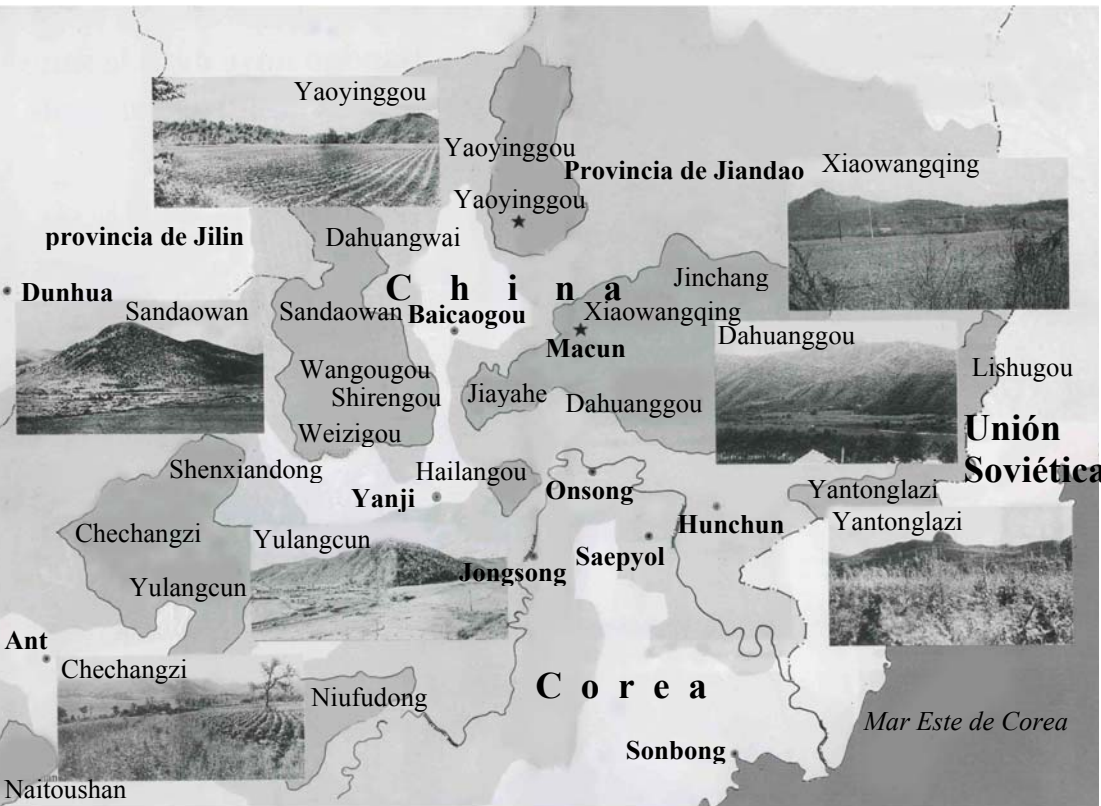 Yaoyinggou
Yaoyinggou
Provincia de Jiandao
Xiaowangqing
Yaoyinggou
provincia de Jilin
Dahuangwai
Jinchang
China
Dunhua
Sandaowan
Sandaowan
Baicaogou
Xiaowangqing
Macun
Dahuanggou
Wangougou
Shirengou
Jiayahe
Dahuanggou
Lishugou
Weizigou
Unión
Soviética
Shenxiandong
Hailangou
Yanji
Onsong
Yantonglazi
Hunchun
Yantonglazi
Chechangzi
Yulangcun
Saepyol
Jongsong
Yulangcun
Ant
Chechangzi
Niufudong
Corea
Mar Este de Corea
Sonbong
Naitoushan